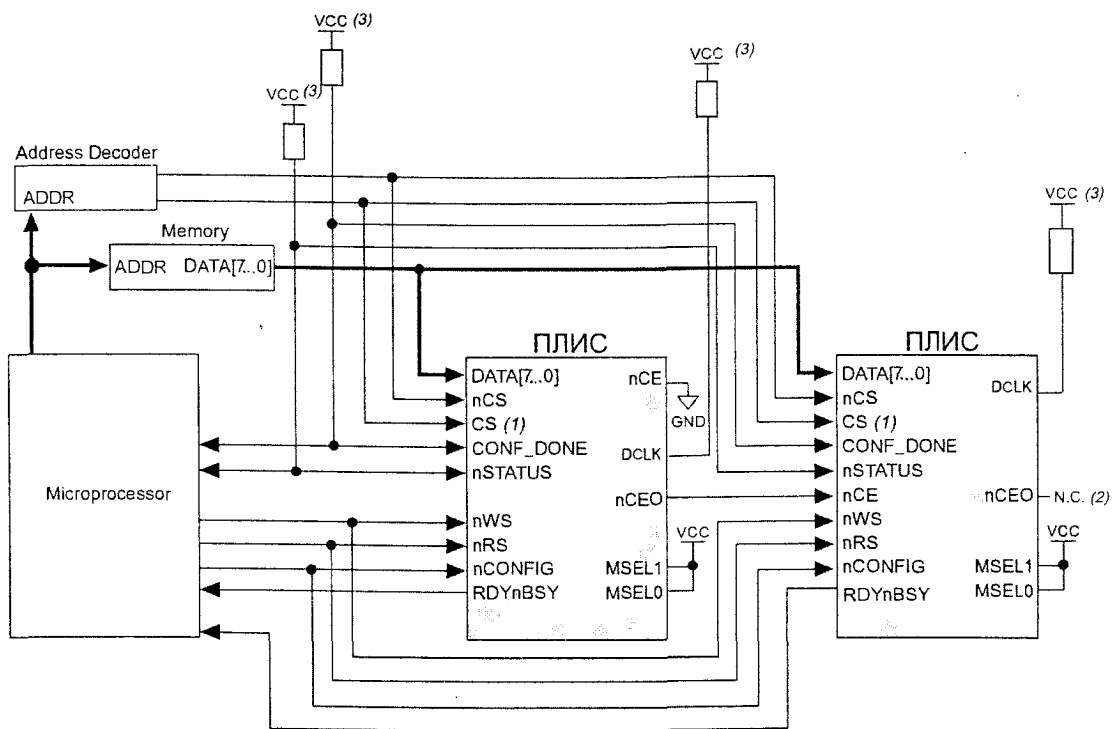 VCC (3)
VCC (3)
VCC (3)
VCC (3)
Address Decoder
ADDR
Memory
ADDR DATA[7...0]
Microprocessor
ПЛИС
DATA[7...0]
nCS
CS (1)
CONF_DONE
nSTATUS
nWS
nRS
nCONFIG
RDYnBSY
nCE
GND
DCLK
nCEO
VCC
MSEL1
MSEL0
ПЛИС
DATA[7...0]
nCS
CS (1)
CONF_DONE
nSTATUS
nCE
nWS
nRS
nCONFIG
RDYnBSY
DCLK
nCEO
N.C. (2)
VCC
MSEL1
MSEL0